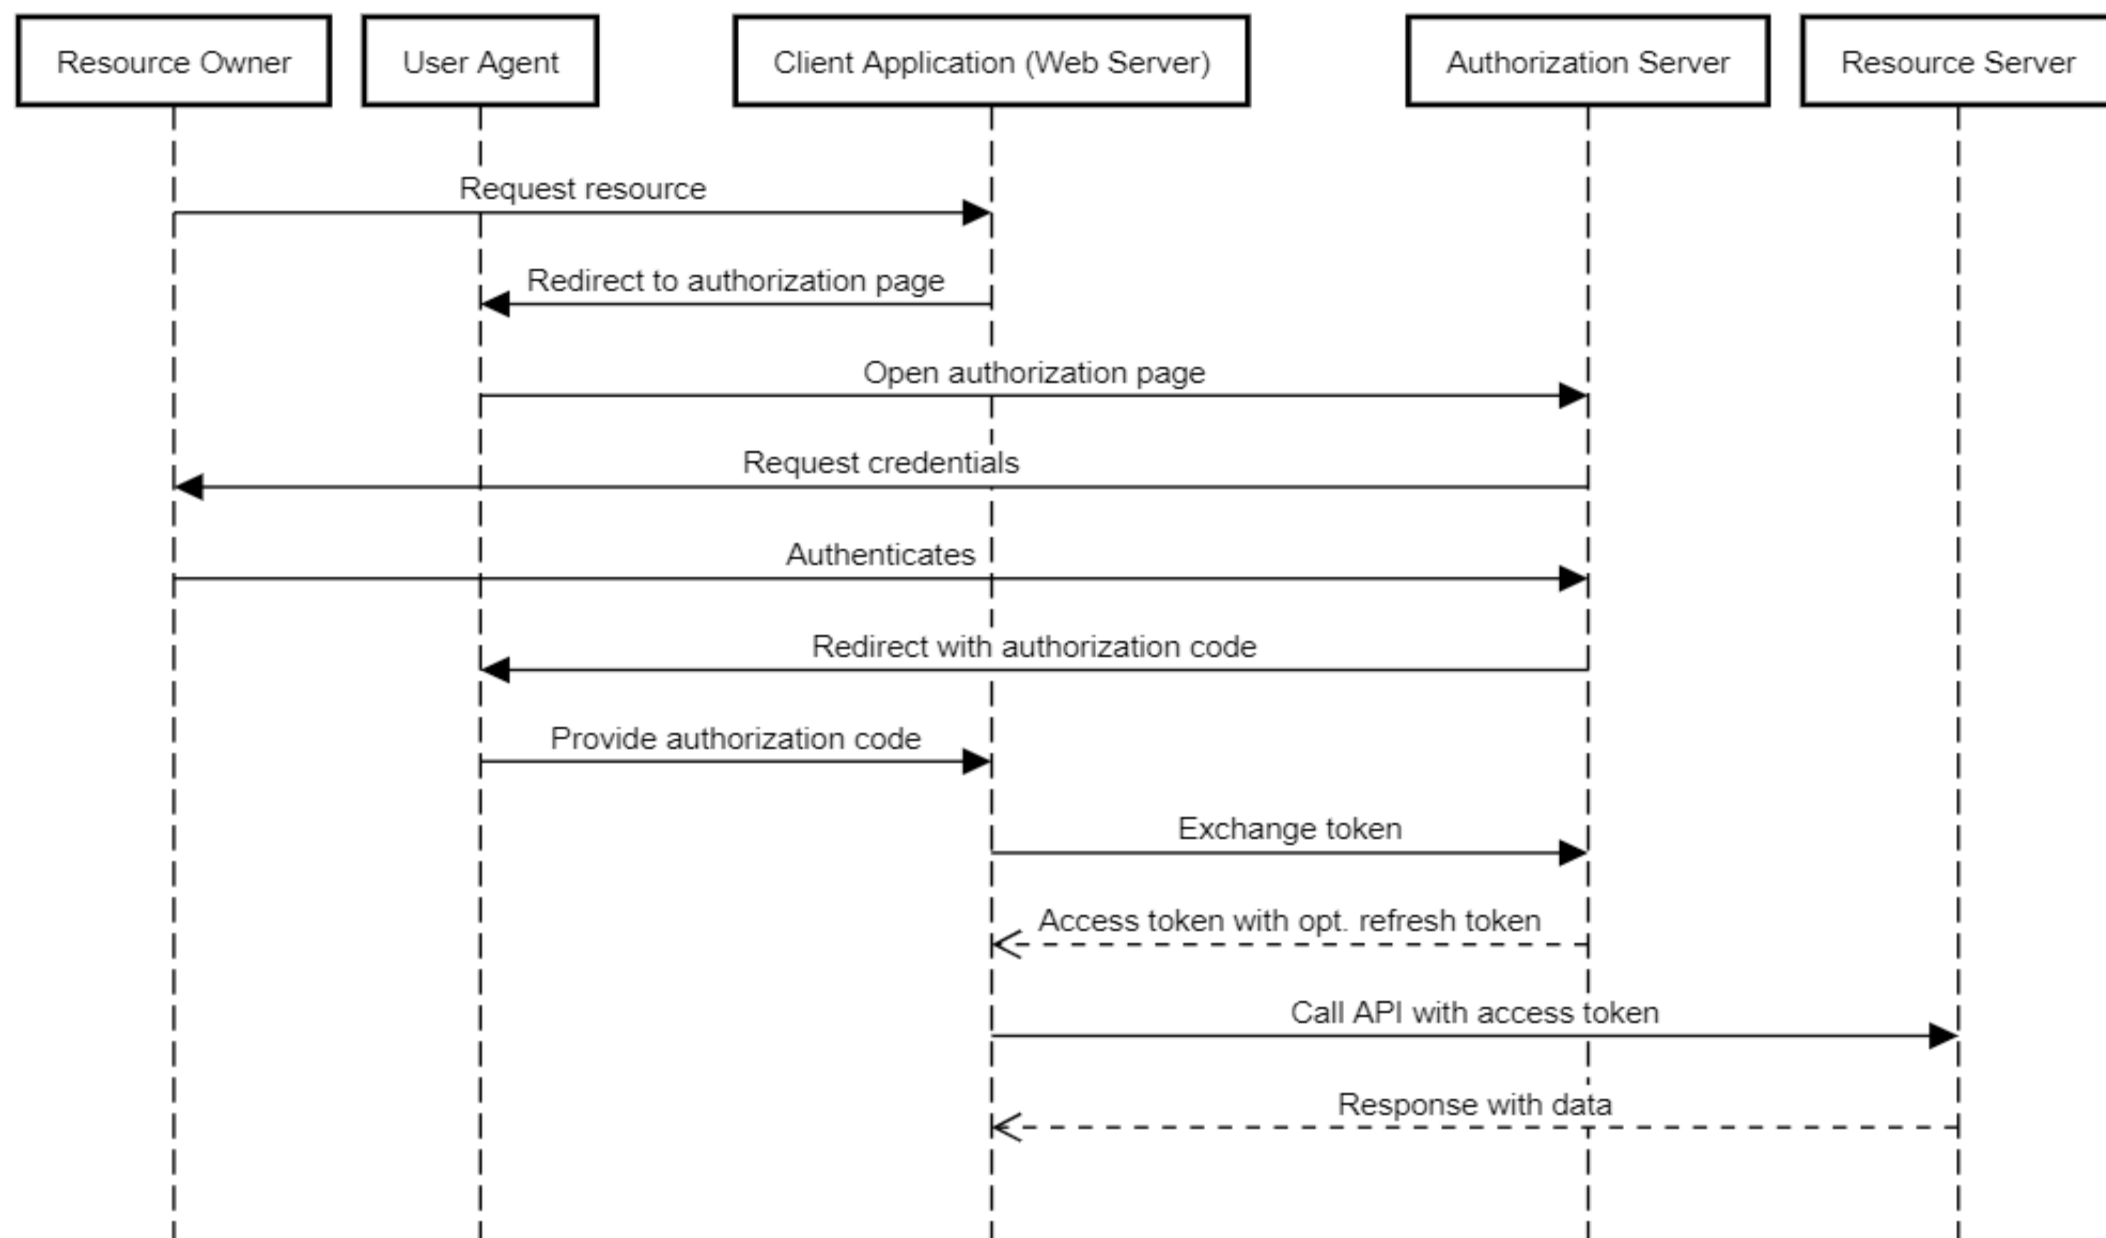 Resource Owner
User Agent
Client Application (Web Server)
Authorization Server
Resource Server
Request resource
Redirect to authorization page
Open authorization page
Request credentials
Authenticates
Redirect with authorization code
Provide authorization code
Exchange token
Access token with opt. refresh token
Call API with access token
Response with data